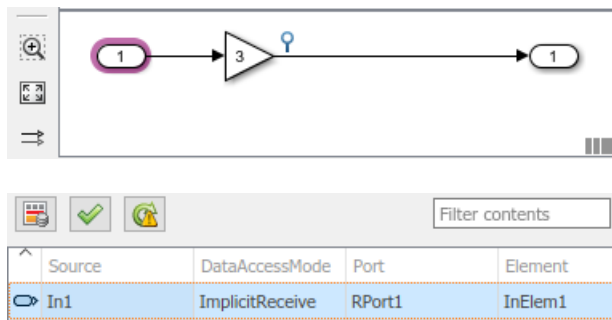 1 3 1
Filter contents
Source DataAccessMode Port Element
In1 ImplicitReceive RPort1 InElem1